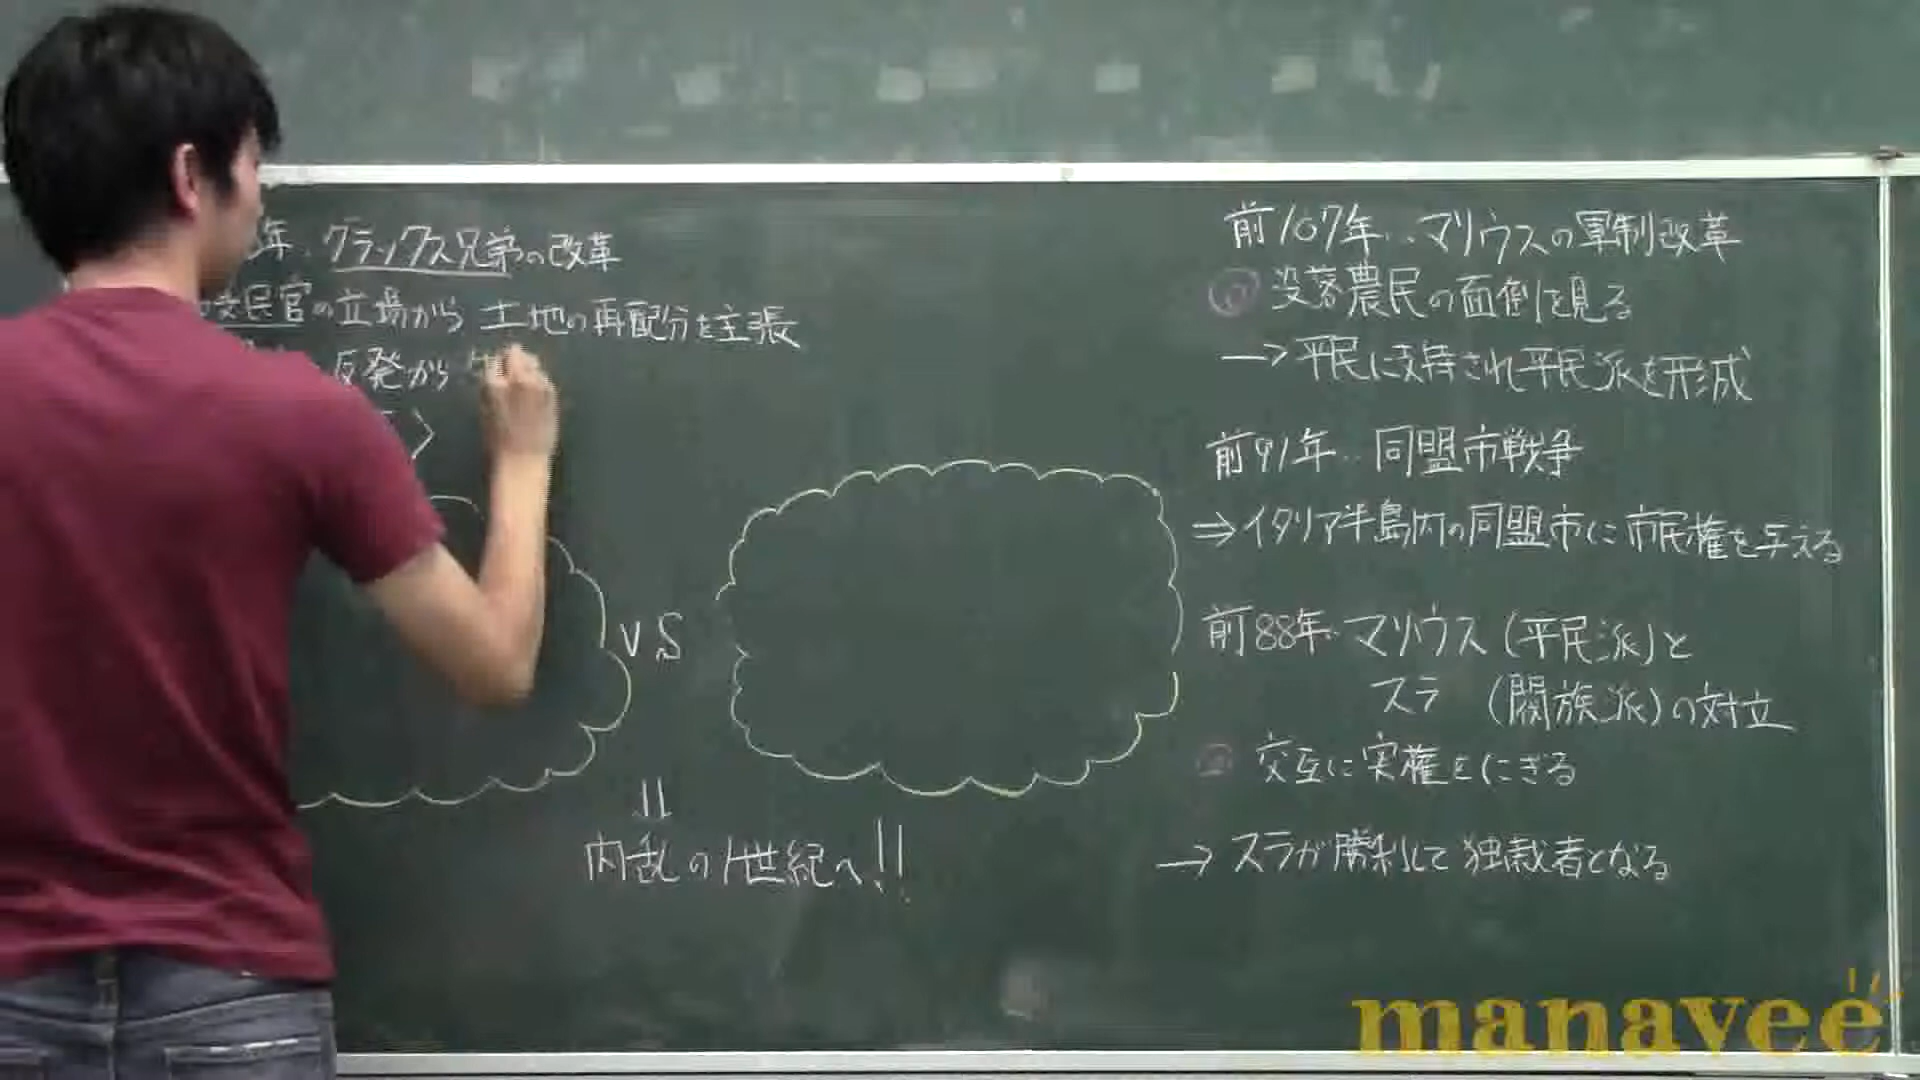 年、グラックス兄弟の改革
民官の立場から 土地の再配分を主張
反発から
VS
内乱の1世紀へ!!
前107年‥マリウスの軍制改革
没落農民の面倒を見る
→平民に支持され平民派を形成
前91年‥同盟市戦争
⇒イタリア半島内の同盟市に市民権を与える
前88年‥マリウス(平民派)と
スラ (閥族派)の対立
交互に実権をにぎる
→スラが勝利して独裁者となる
manavee